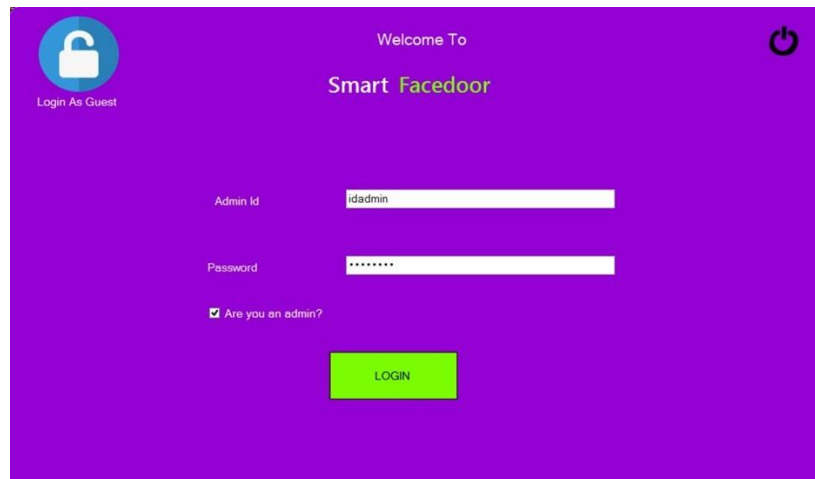 Welcome To
Login As Guest
Smart Facedoor
Admin Id
idadmin
Password
••••••••
Are you an admin?
LOGIN